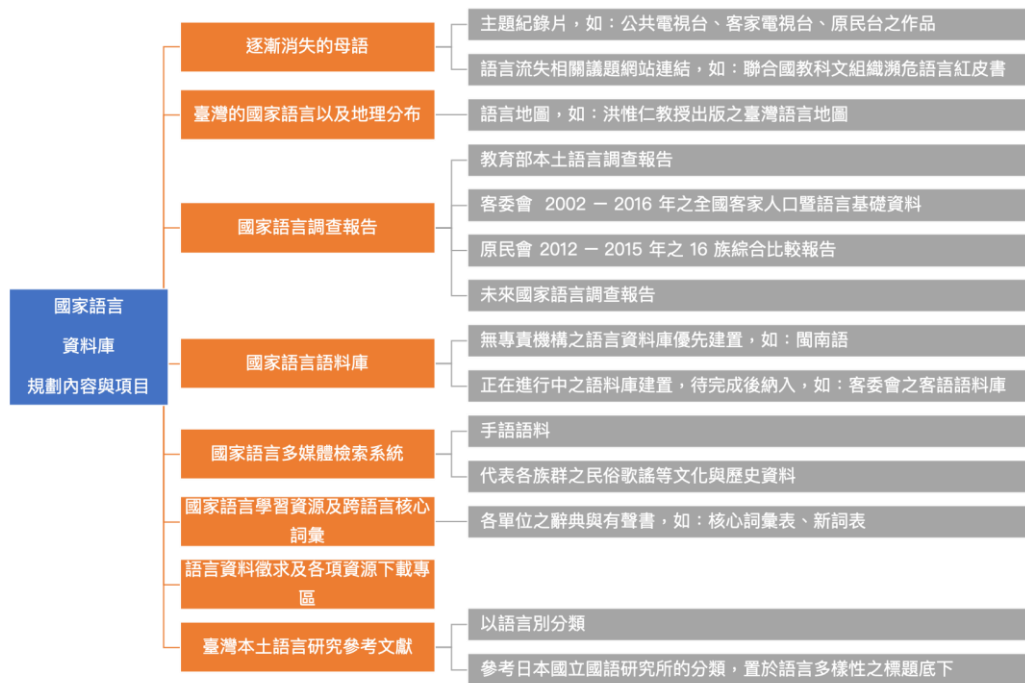 國家語言
資料庫
規劃內容與項目
逐漸消失的母語
主題紀錄片，如：公共電視台、客家電視台、原民台之作品
語言流失相關議題網站連結，如：聯合國教科文組織瀕危語言紅皮書
臺灣的國家語言以及地理分布
語言地圖，如：洪惟仁教授出版之臺灣語言地圖
國家語言調查報告
教育部本土語言調查報告
客委會 2002 － 2016 年之全國客家人口暨語言基礎資料
原民會 2012 － 2015 年之 16 族綜合比較報告
未來國家語言調查報告
國家語言語料庫
無專責機構之語言資料庫優先建置，如：閩南語
正在進行中之語料庫建置，待完成後納入，如：客委會之客語語料庫
國家語言多媒體檢索系統
手語語料
代表各族群之民俗歌謠等文化與歷史資料
國家語言學習資源及跨語言核心
詞彙
各單位之辭典與有聲書，如：核心詞彙表、新詞表
語言資料徵求及各項資源下載專
區
臺灣本土語言研究參考文獻
以語言別分類
參考日本國立國語研究所的分類，置於語言多樣性之標題底下